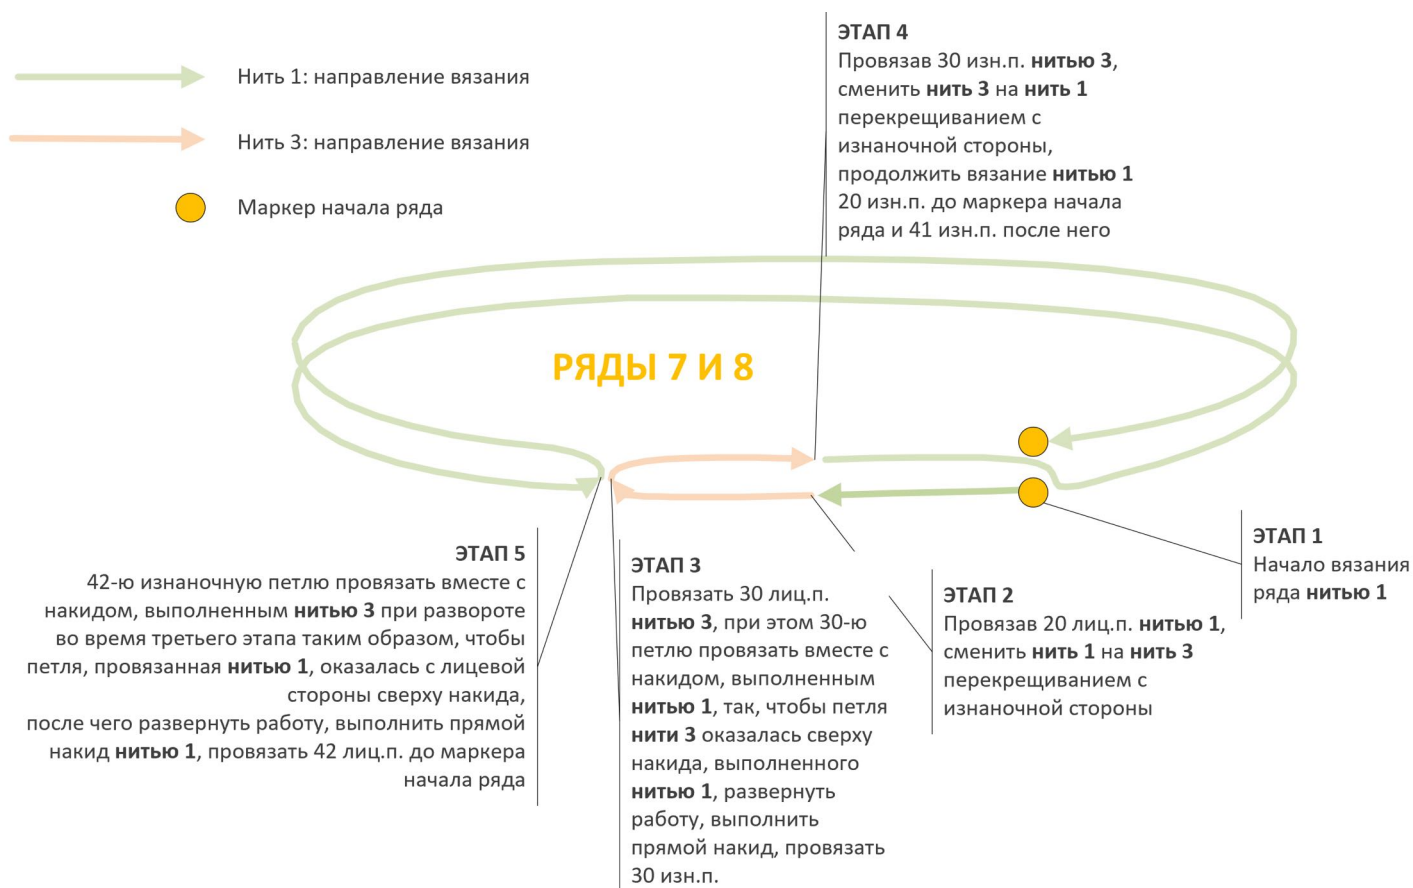 Нить 1: направление вязания
Нить 3: направление вязания
Маркер начала ряда
ЭТАП 4
Провязав 30 изн.п. нитью 3,
сменить нить 3 на нить 1
перекрещиванием с
изнаночной стороны,
продолжить вязание нитью 1
20 изн.п. до маркера начала
ряда и 41 изн.п. после него
РЯДЫ 7 И 8
ЭТАП 5
42-ю изнаночную петлю провязать вместе с
накидом, выполненным нитью 3 при развороте
во время третьего этапа таким образом, чтобы
петля, провязанная нитью 1, оказалась с лицевой
стороны сверху накида,
после чего развернуть работу, выполнить прямой
накид нитью 1, провязать 42 лиц.п. до маркера
начала ряда
ЭТАП 3
Провязать 30 лиц.п.
нитью 3, при этом 30-ю
петлю провязать вместе с
накидом, выполненным
нитью 1, так, чтобы петля
нити 3 оказалась сверху
накида, выполненного
нитью 1, развернуть
работу, выполнить
прямой накид, провязать
30 изн.п.
ЭТАП 2
Провязав 20 лиц.п. нитью 1,
сменить нить 1 на нить 3
перекрещиванием с
изнаночной стороны
ЭТАП 1
Начало вязания
ряда нитью 1